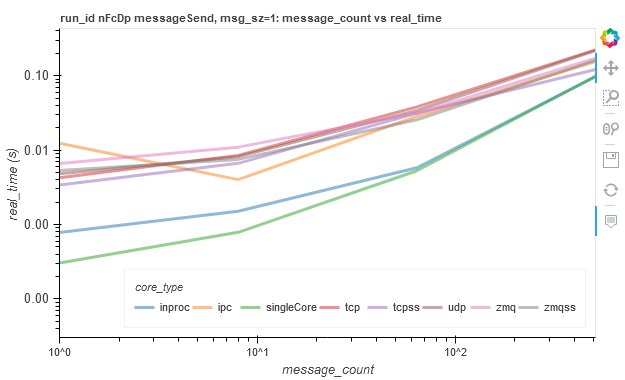 run_id nFcDp messageSend, msg_sz=1: message_count vs real_time
real_time (s)
0.10
0.01
0.00
0.00
core_type
inproc ipc singleCore tcp tcpss udp zmq zmqss
10^0 10^1 10^2
message_count